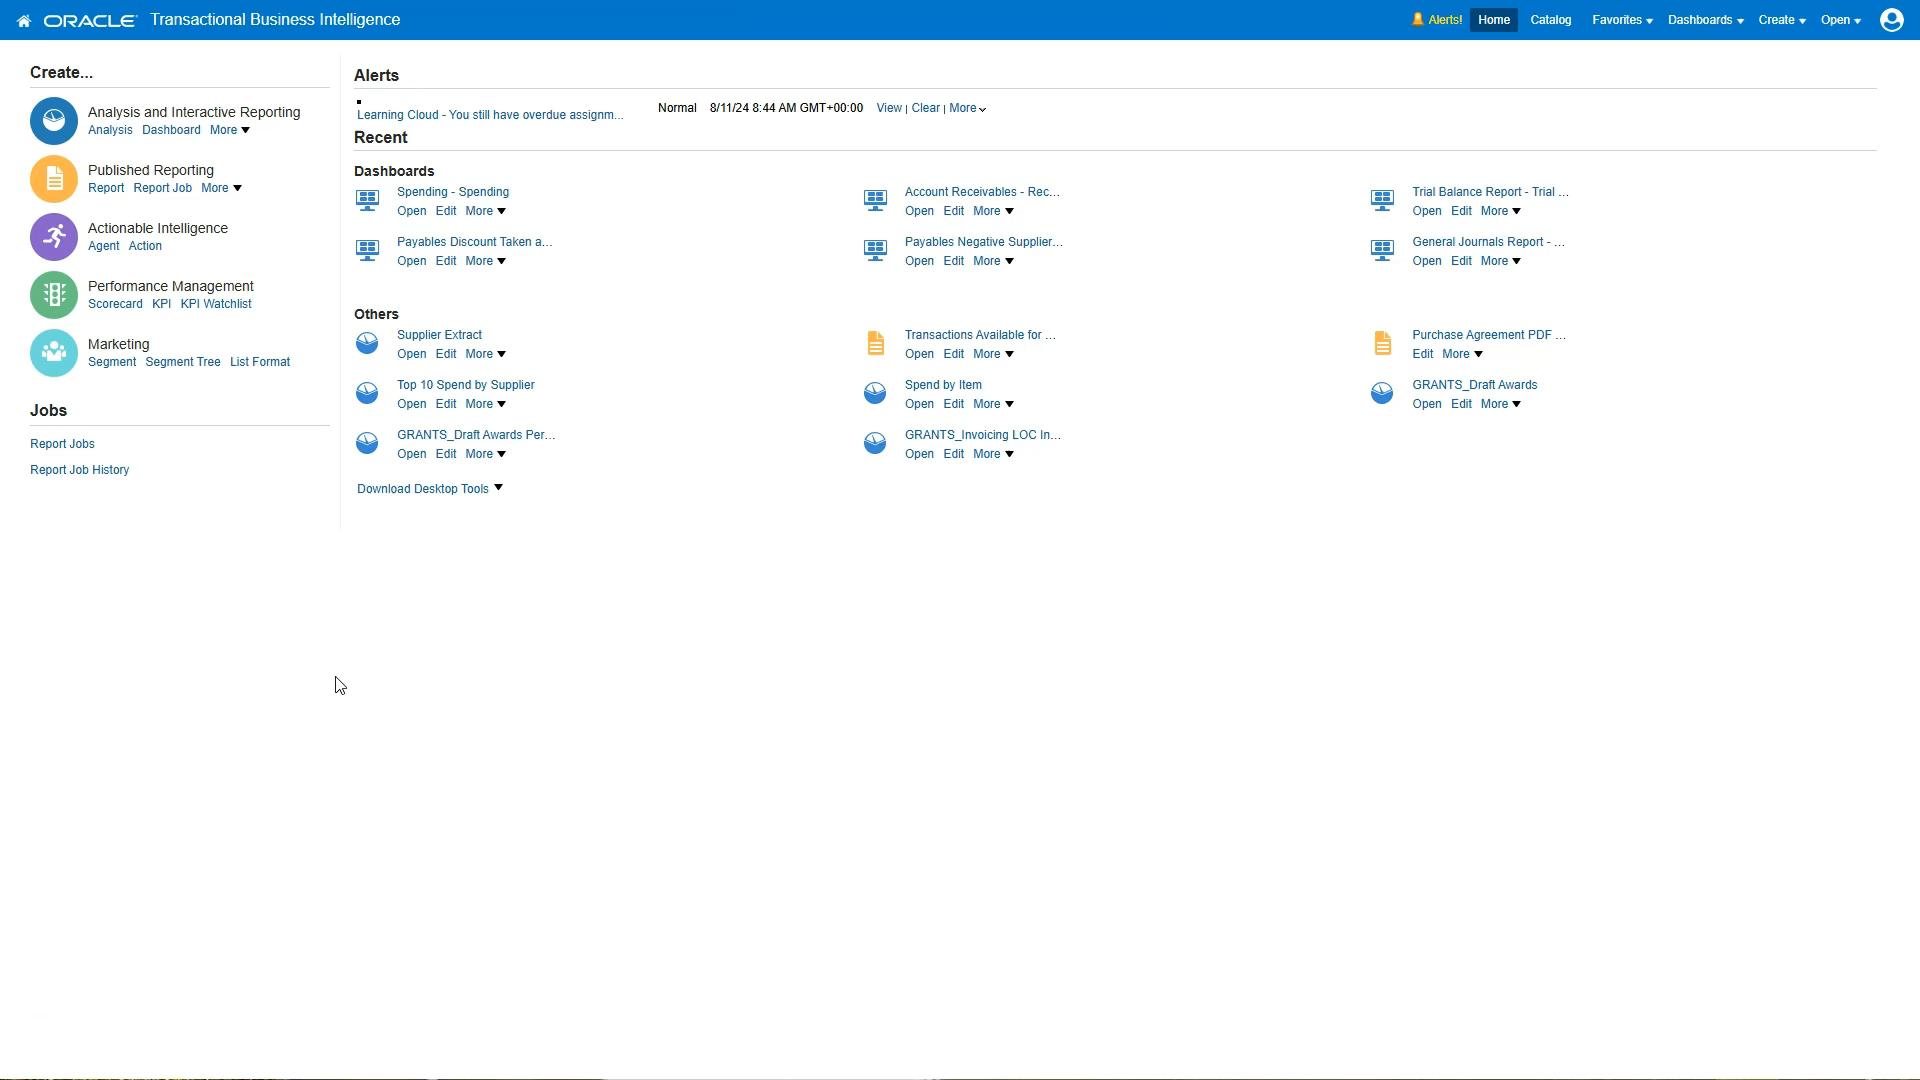 ORACLE Transactional Business Intelligence
Alerts! Home Catalog Favorites Dashboards Create Open
Create...
Analysis and Interactive Reporting
Analysis Dashboard More
Published Reporting
Report Report Job More
Actionable Intelligence
Agent Action
Performance Management
Scorecard KPI KPI Watchlist
Marketing
Segment Segment Tree List Format
Jobs
Report Jobs
Report Job History
Alerts
Learning Cloud - You still have overdue assignm... Normal 8/11/24 8:44 AM GMT+00:00 View | Clear | More
Recent
Dashboards
Spending - Spending Account Receivables - Rec... Trial Balance Report - Trial ...
Open Edit More Open Edit More Open Edit More
Payables Discount Taken a... Payables Negative Supplier... General Journals Report - ...
Open Edit More Open Edit More Open Edit More
Others
Supplier Extract Transactions Available for ... Purchase Agreement PDF ...
Open Edit More Open Edit More Edit More
Top 10 Spend by Supplier Spend by Item GRANTS_Draft Awards
Open Edit More Open Edit More Open Edit More
GRANTS_Draft Awards Per... GRANTS_Invoicing LOC In...
Open Edit More Open Edit More
Download Desktop Tools